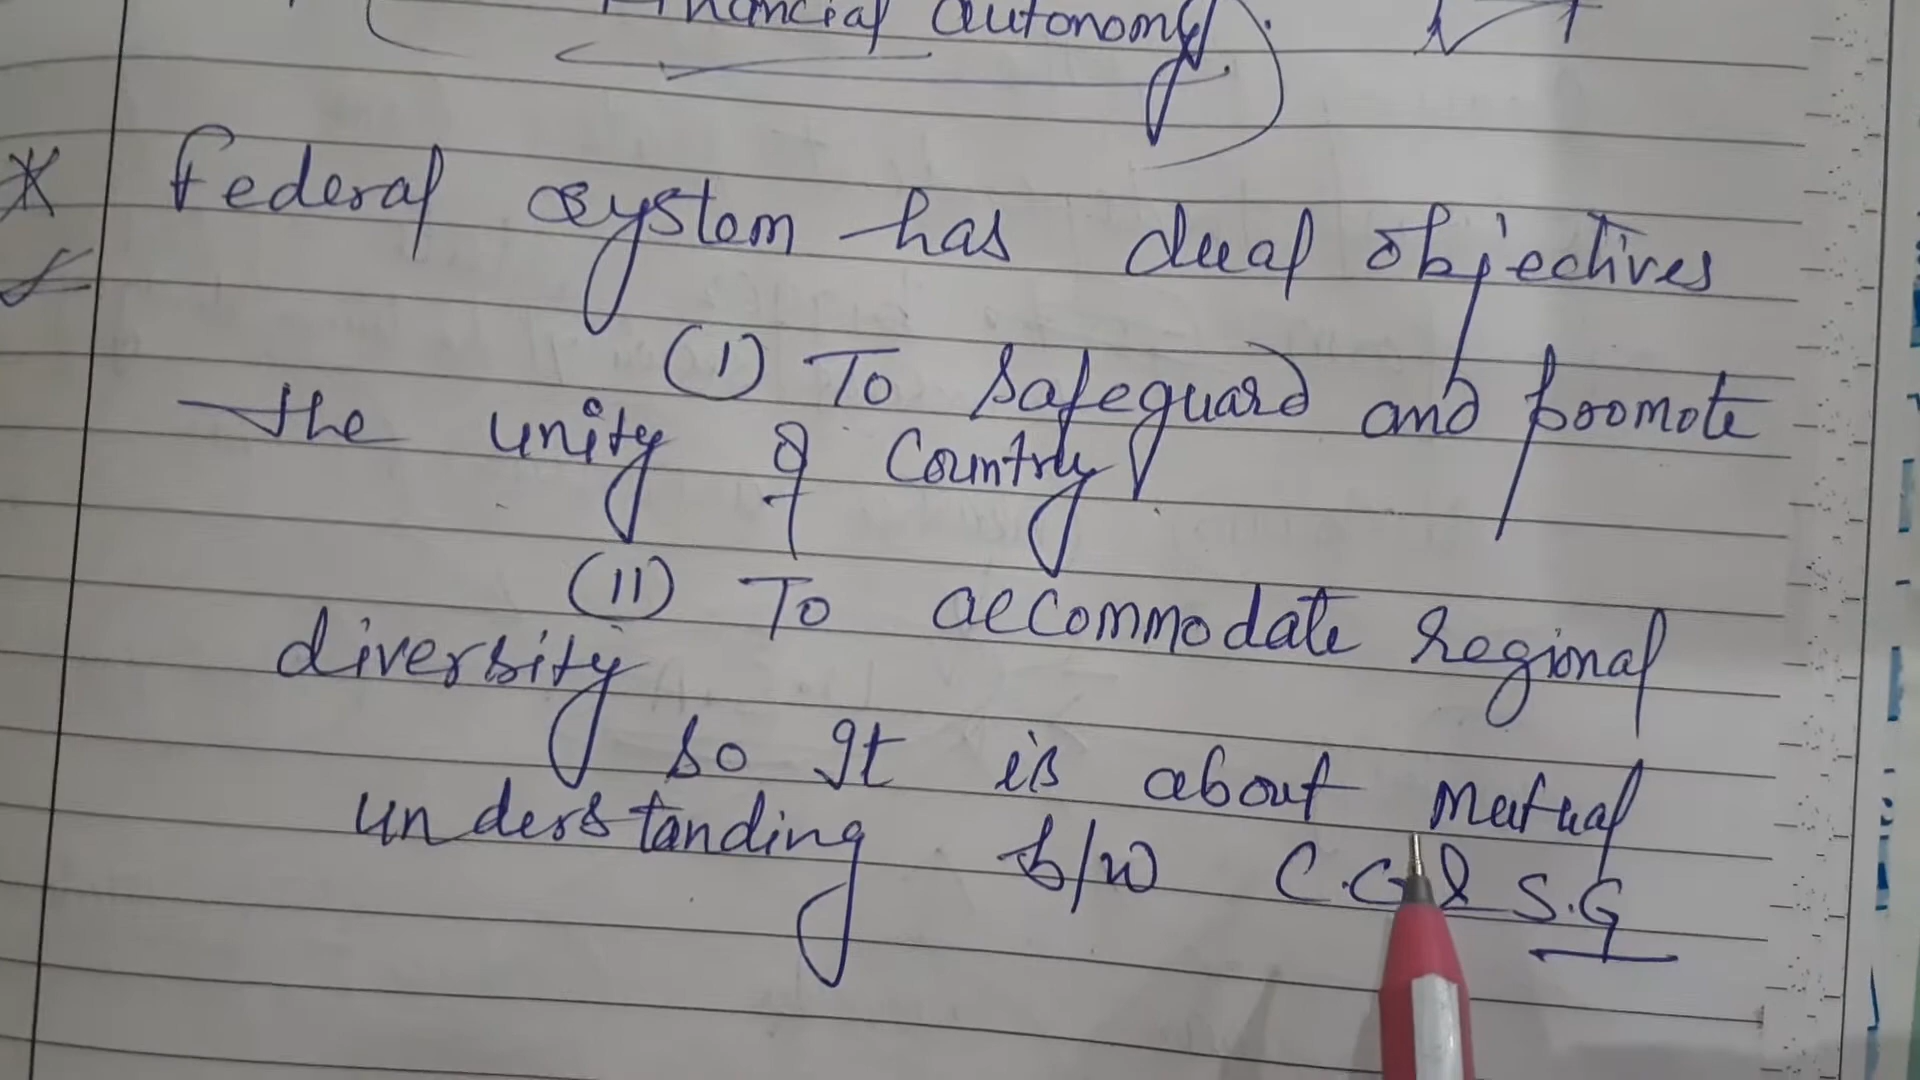 Financial autonomy
Federal system has dual objectives
(I) To safeguard and promote
the unity of Country
(II) To accommodate regional
diversity
so It is about mutual
understanding b/w C.G & S.G